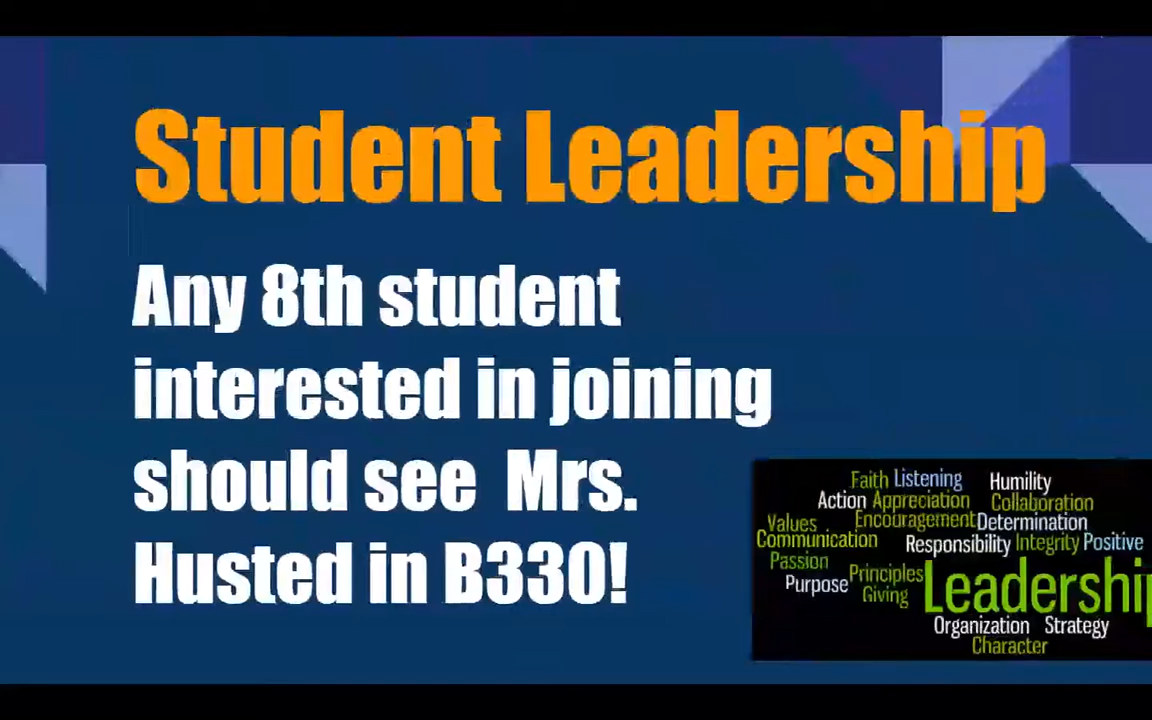 Student Leadership
Any 8th student
interested in joining
should see Mrs.
Husted in B330!
Faith Listening Humility
Action Appreciation Collaboration
Values Encouragement Determination
Communication Responsibility Integrity Positive
Passion Principles
Purpose Giving Leadership
Organization Strategy
Character